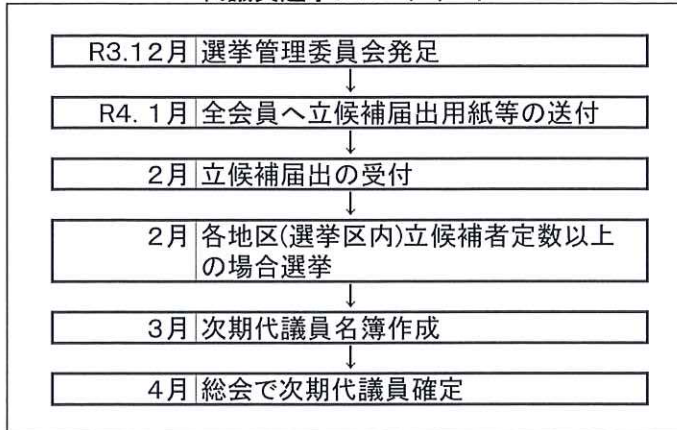 R3.12月 選挙管理委員会発足
↓
R4. 1月 全会員へ立候補届出用紙等の送付
↓
2月 立候補届出の受付
↓
2月 各地区(選挙区内)立候補者定数以上
の場合選挙
↓
3月 次期代議員名簿作成
↓
4月 総会で次期代議員確定